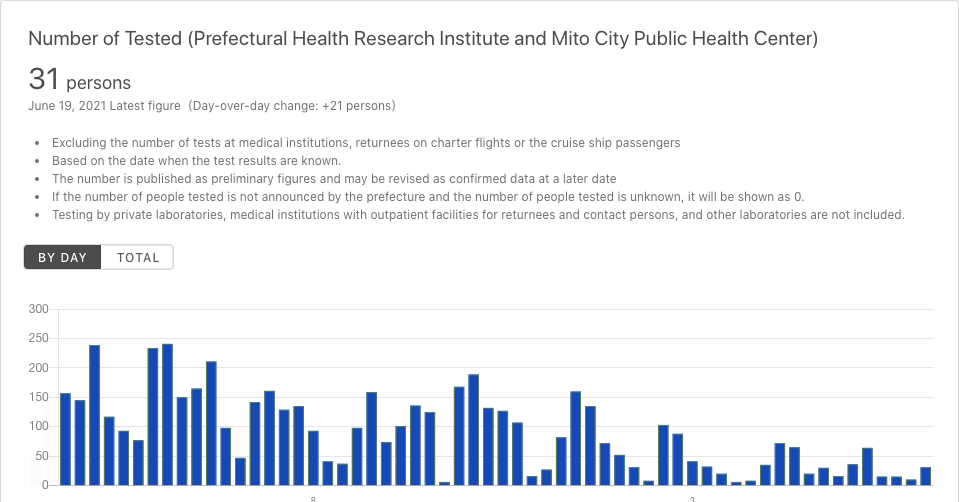 Number of Tested (Prefectural Health Research Institute and Mito City Public Health Center)
31 persons
June 19, 2021 Latest figure (Day-over-day change: +21 persons)
• Excluding the number of tests at medical institutions, returnees on charter flights or the cruise ship passengers
• Based on the date when the test results are known.
• The number is published as preliminary figures and may be revised as confirmed data at a later date
• If the number of people tested is not announced by the prefecture and the number of people tested is unknown, it will be shown as 0.
• Testing by private laboratories, medical institutions with outpatient facilities for returnees and contact persons, and other laboratories are not included.
BY DAY TOTAL
300
250
200
150
100
50
0